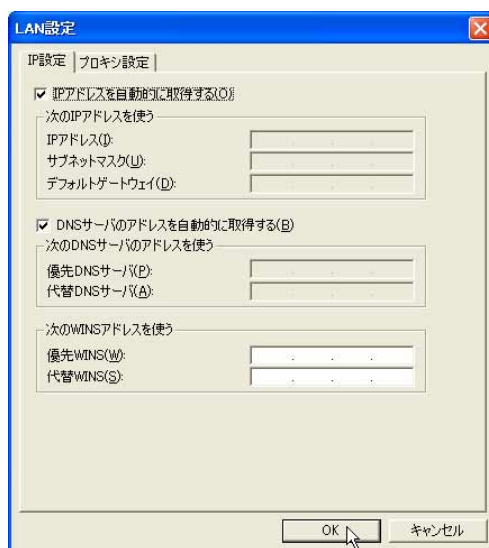 LAN設定
IP設定 プロキシ設定
IPアドレスを自動的に取得する(O)
次のIPアドレスを使う
IPアドレス(I):
サブネットマスク(U):
デフォルトゲートウェイ(D):
DNSサーバのアドレスを自動的に取得する(B)
次のDNSサーバのアドレスを使う
優先DNSサーバ(P):
代替DNSサーバ(A):
次のWINSアドレスを使う
優先WINS(W):
代替WINS(S):
OK キャンセル